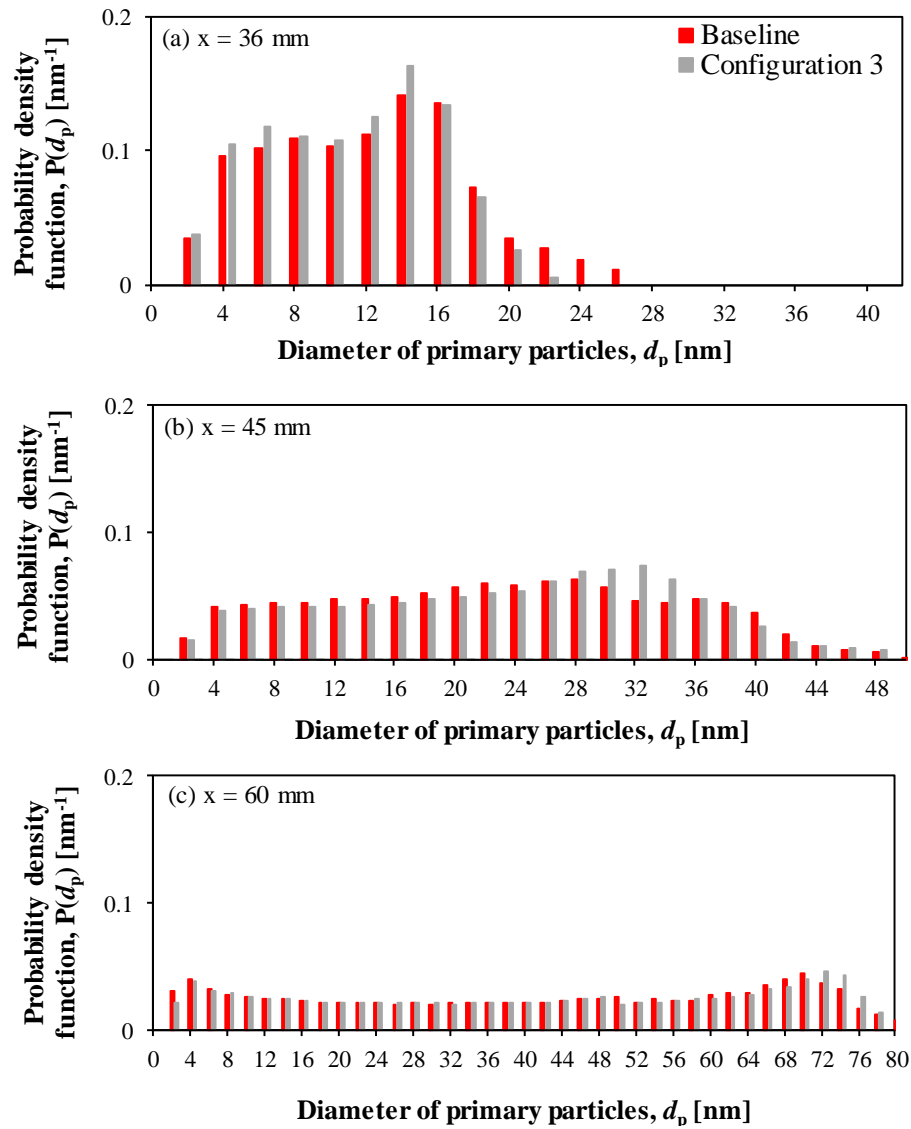 Probability density
function, P(dp) [nm-1]
0.2
0.1
0
(a) x = 36 mm
Baseline
Configuration 3
0 4 8 12 16 20 24 28 32 36 40
Diameter of primary particles, dp [nm]
Probability density
function, P(dp) [nm-1]
0.2
0.1
0
(b) x = 45 mm
0 4 8 12 16 20 24 28 32 36 40 44 48
Diameter of primary particles, dp [nm]
Probability density
function, P(dp) [nm-1]
0.2
0.1
0
(c) x = 60 mm
0 4 8 12 16 20 24 28 32 36 40 44 48 52 56 60 64 68 72 76 80
Diameter of primary particles, dp [nm]